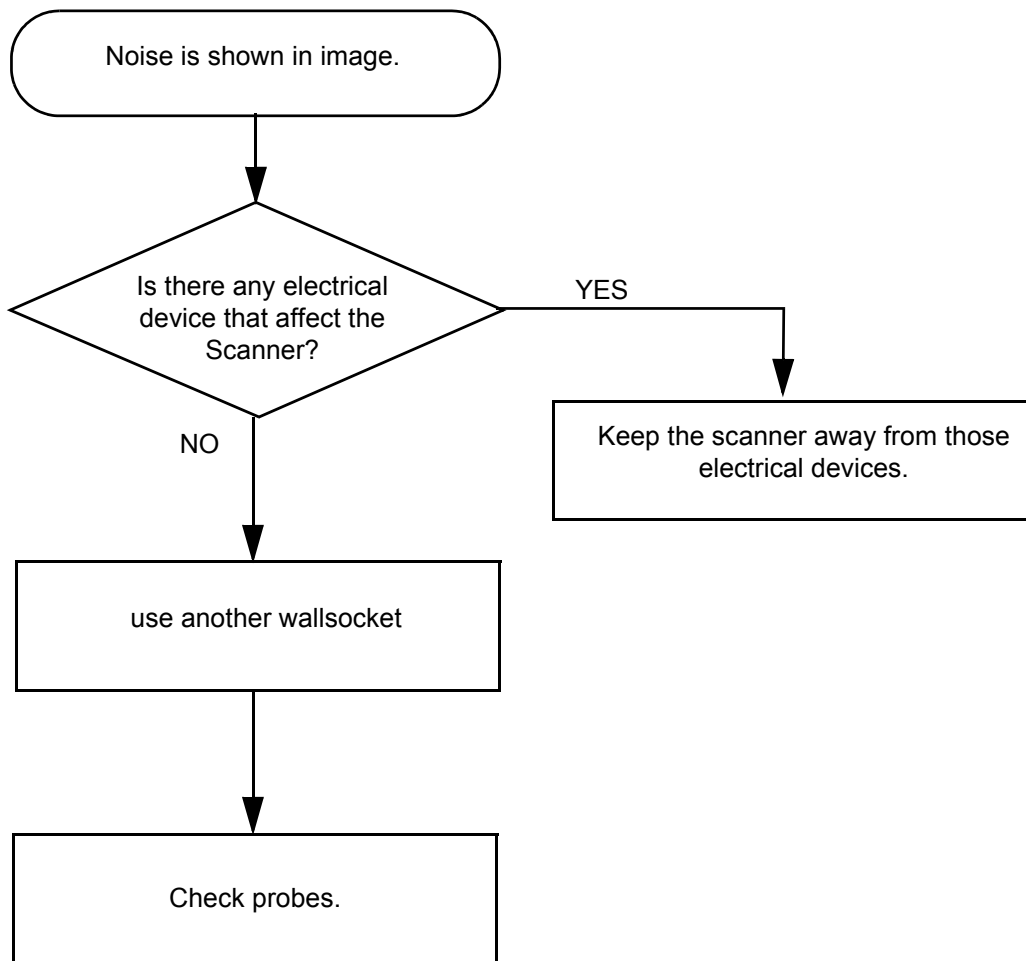 Noise is shown in image.
Is there any electrical
device that affect the
Scanner?
YES
Keep the scanner away from those
electrical devices.
NO
use another wallsocket
Check probes.